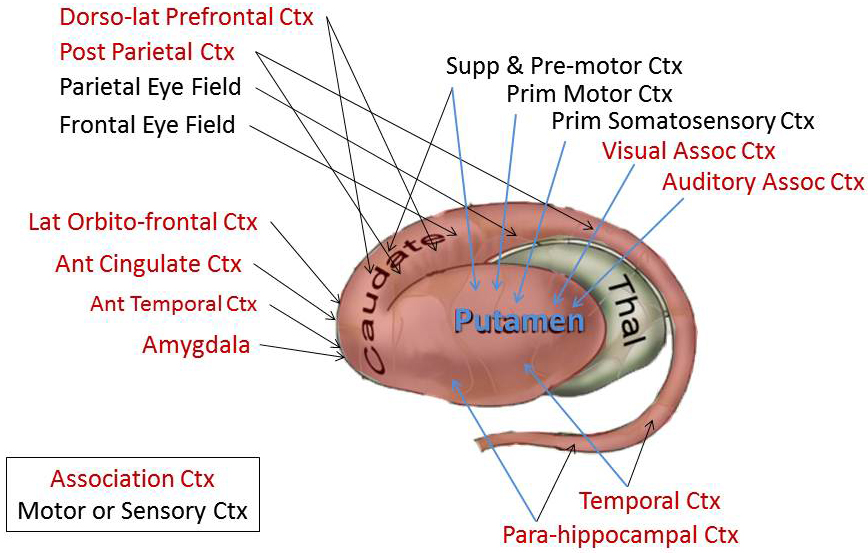 Dorso-lat Prefrontal Ctx
Post Parietal Ctx
Parietal Eye Field
Frontal Eye Field
Supp & Pre-motor Ctx
Prim Motor Ctx
Prim Somatosensory Ctx
Visual Assoc Ctx
Auditory Assoc Ctx
Lat Orbito-frontal Ctx
Ant Cingulate Ctx
Ant Temporal Ctx
Amygdala
Caudate
Putamen
Thal
Association Ctx
Motor or Sensory Ctx
Temporal Ctx
Para-hippocampal Ctx